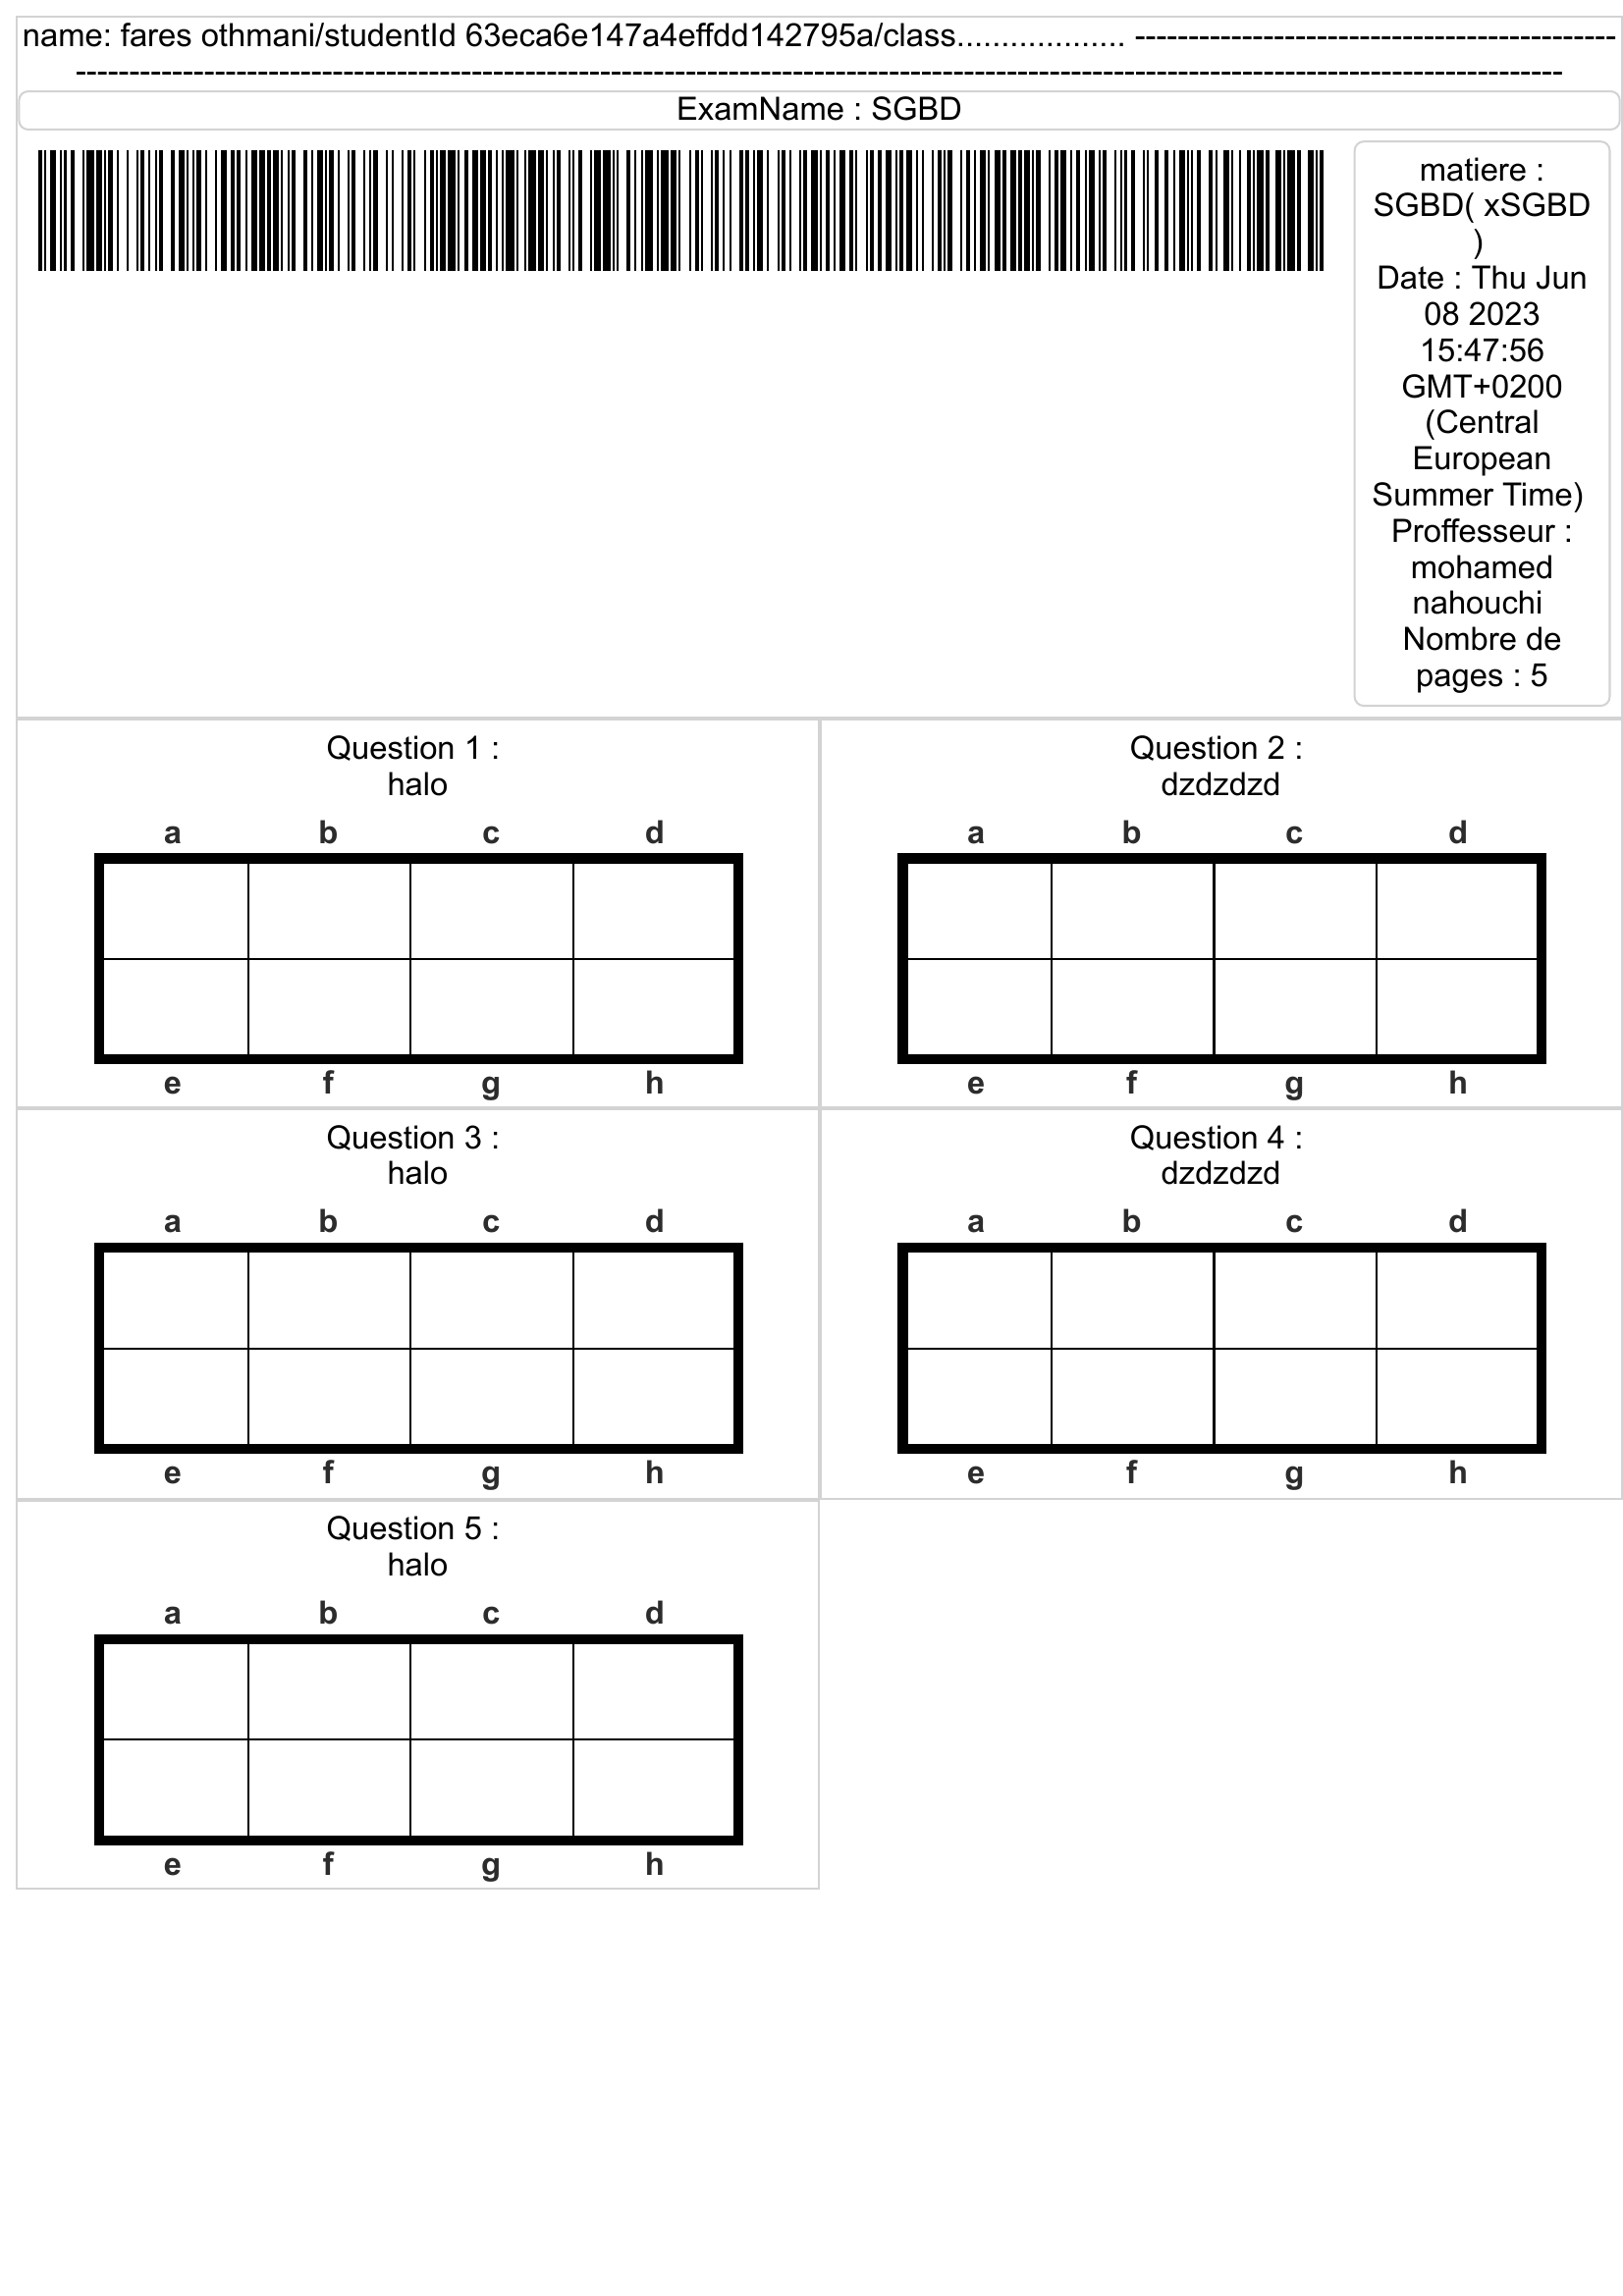 name: fares othmani/studentId 63eca6e147a4effdd142795a/class................... ---------------------------------------------
-------------------------------------------------------------------------------------------------------------------------------------------
ExamName : SGBD
matiere :
SGBD( xSGBD
)
Date : Thu Jun
08 2023
15:47:56
GMT+0200
(Central
European
Summer Time)
Proffesseur :
mohamed
nahouchi
Nombre de
pages : 5
Question 1 :
halo
a b c d
e f g h
Question 2 :
dzdzdzd
a b c d
e f g h
Question 3 :
halo
a b c d
e f g h
Question 4 :
dzdzdzd
a b c d
e f g h
Question 5 :
halo
a b c d
e f g h